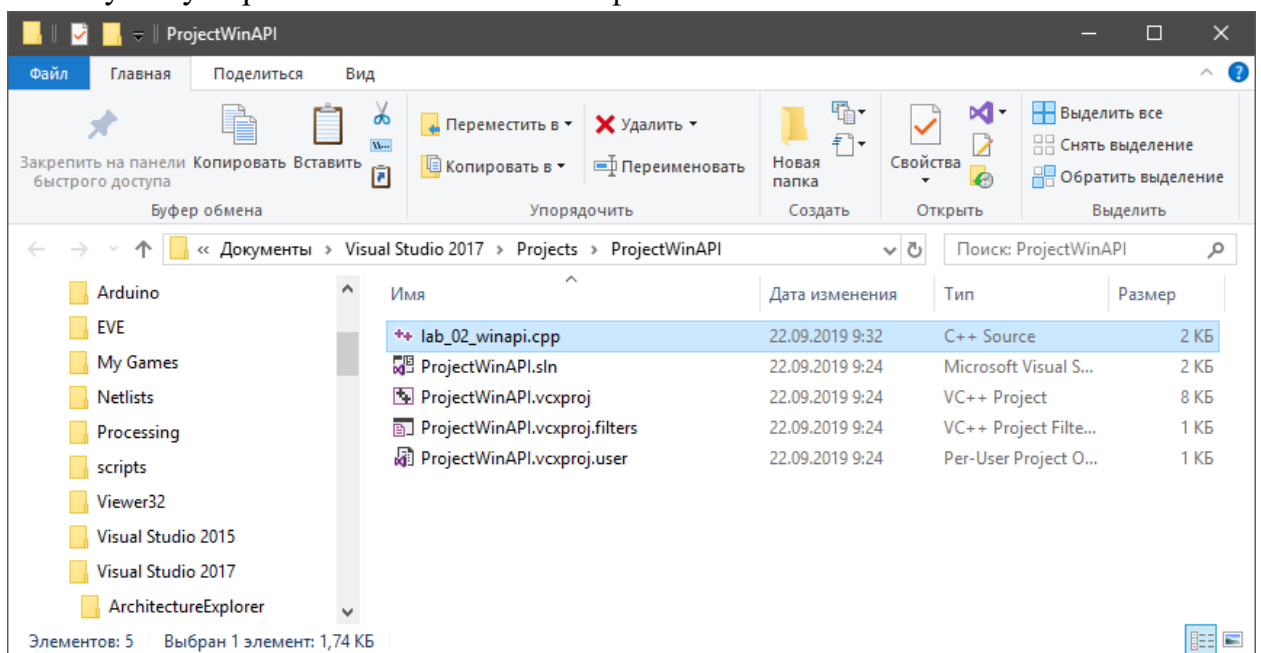 ProjectWinAPI
Файл Главная Поделиться Вид
Закрепить на панели быстрого доступа
Копировать
Вставить
Буфер обмена
Переместить в
Копировать в
Удалить
Переименовать
Упорядочить
Новая папка
Создать
Свойства
Открыть
Выделить все
Снять выделение
Обратить выделение
Выделить
« Документы › Visual Studio 2017 › Projects › ProjectWinAPI
Поиск: ProjectWinAPI
Arduino
EVE
My Games
Netlists
Processing
scripts
Viewer32
Visual Studio 2015
Visual Studio 2017
ArchitectureExplorer
Имя Дата изменения Тип Размер
lab_02_winapi.cpp 22.09.2019 9:32 C++ Source 2 КБ
ProjectWinAPI.sln 22.09.2019 9:24 Microsoft Visual S... 2 КБ
ProjectWinAPI.vcxproj 22.09.2019 9:24 VC++ Project 8 КБ
ProjectWinAPI.vcxproj.filters 22.09.2019 9:24 VC++ Project Filte... 1 КБ
ProjectWinAPI.vcxproj.user 22.09.2019 9:24 Per-User Project O... 1 КБ
Элементов: 5 Выбран 1 элемент: 1,74 КБ